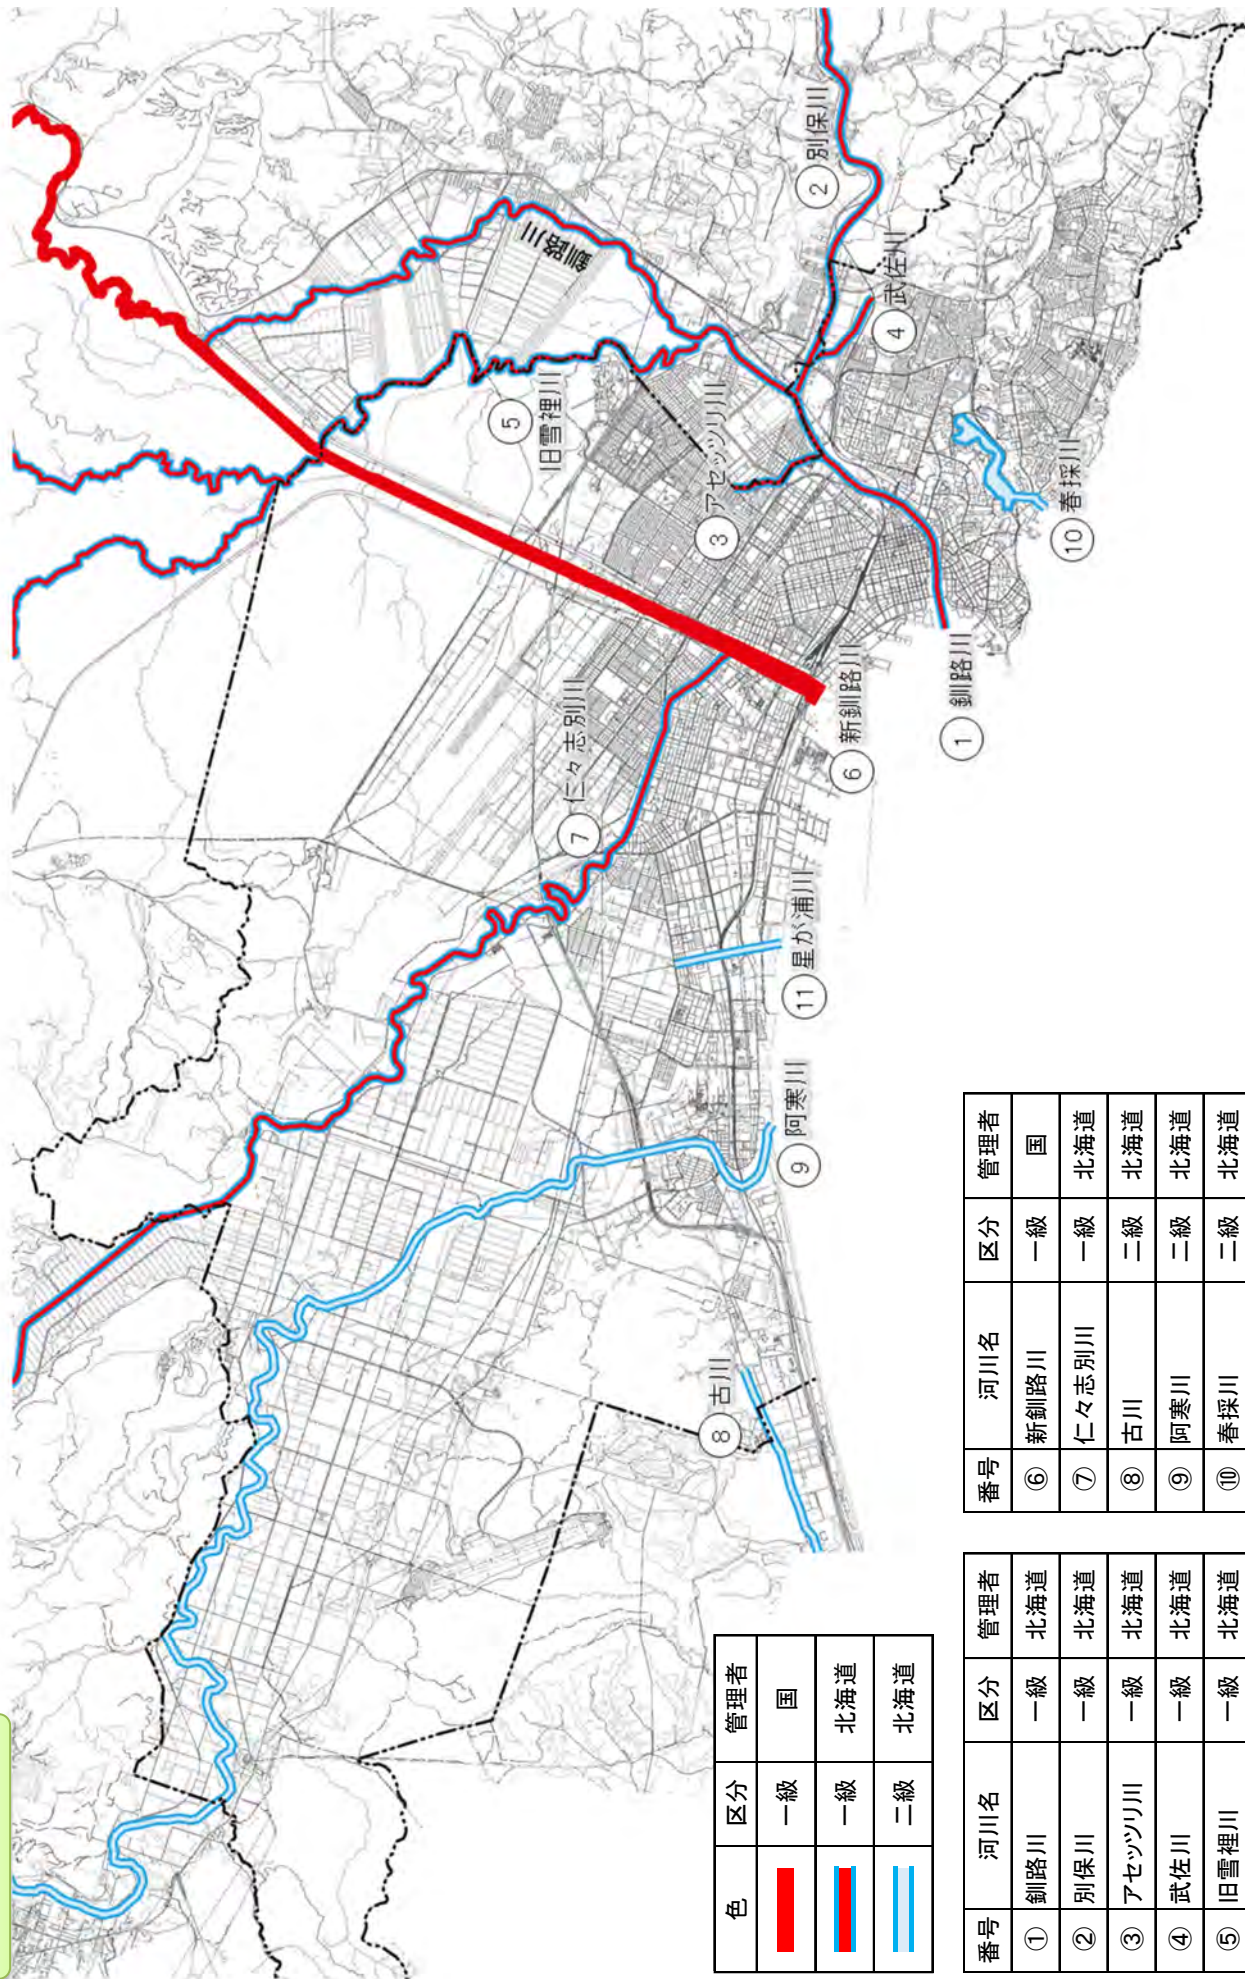 ② 別保川
釧路川
④ 武佐川
⑤ 旧雪裡川
③ アセッツリ川
⑩ 春採川
① 釧路川
⑥ 新釧路川
⑦ 仁々志別川
⑪ 星が浦川
⑨ 阿寒川
⑧ 古川
色 区分 管理者
一級 国
一級 北海道
二級 北海道
番号 河川名 区分 管理者
① 釧路川 一級 北海道
② 別保川 一級 北海道
③ アセッツリ川 一級 北海道
④ 武佐川 一級 北海道
⑤ 旧雪裡川 一級 北海道
番号 河川名 区分 管理者
⑥ 新釧路川 一級 国
⑦ 仁々志別川 一級 北海道
⑧ 古川 二級 北海道
⑨ 阿寒川 二級 北海道
⑩ 春採川 二級 北海道